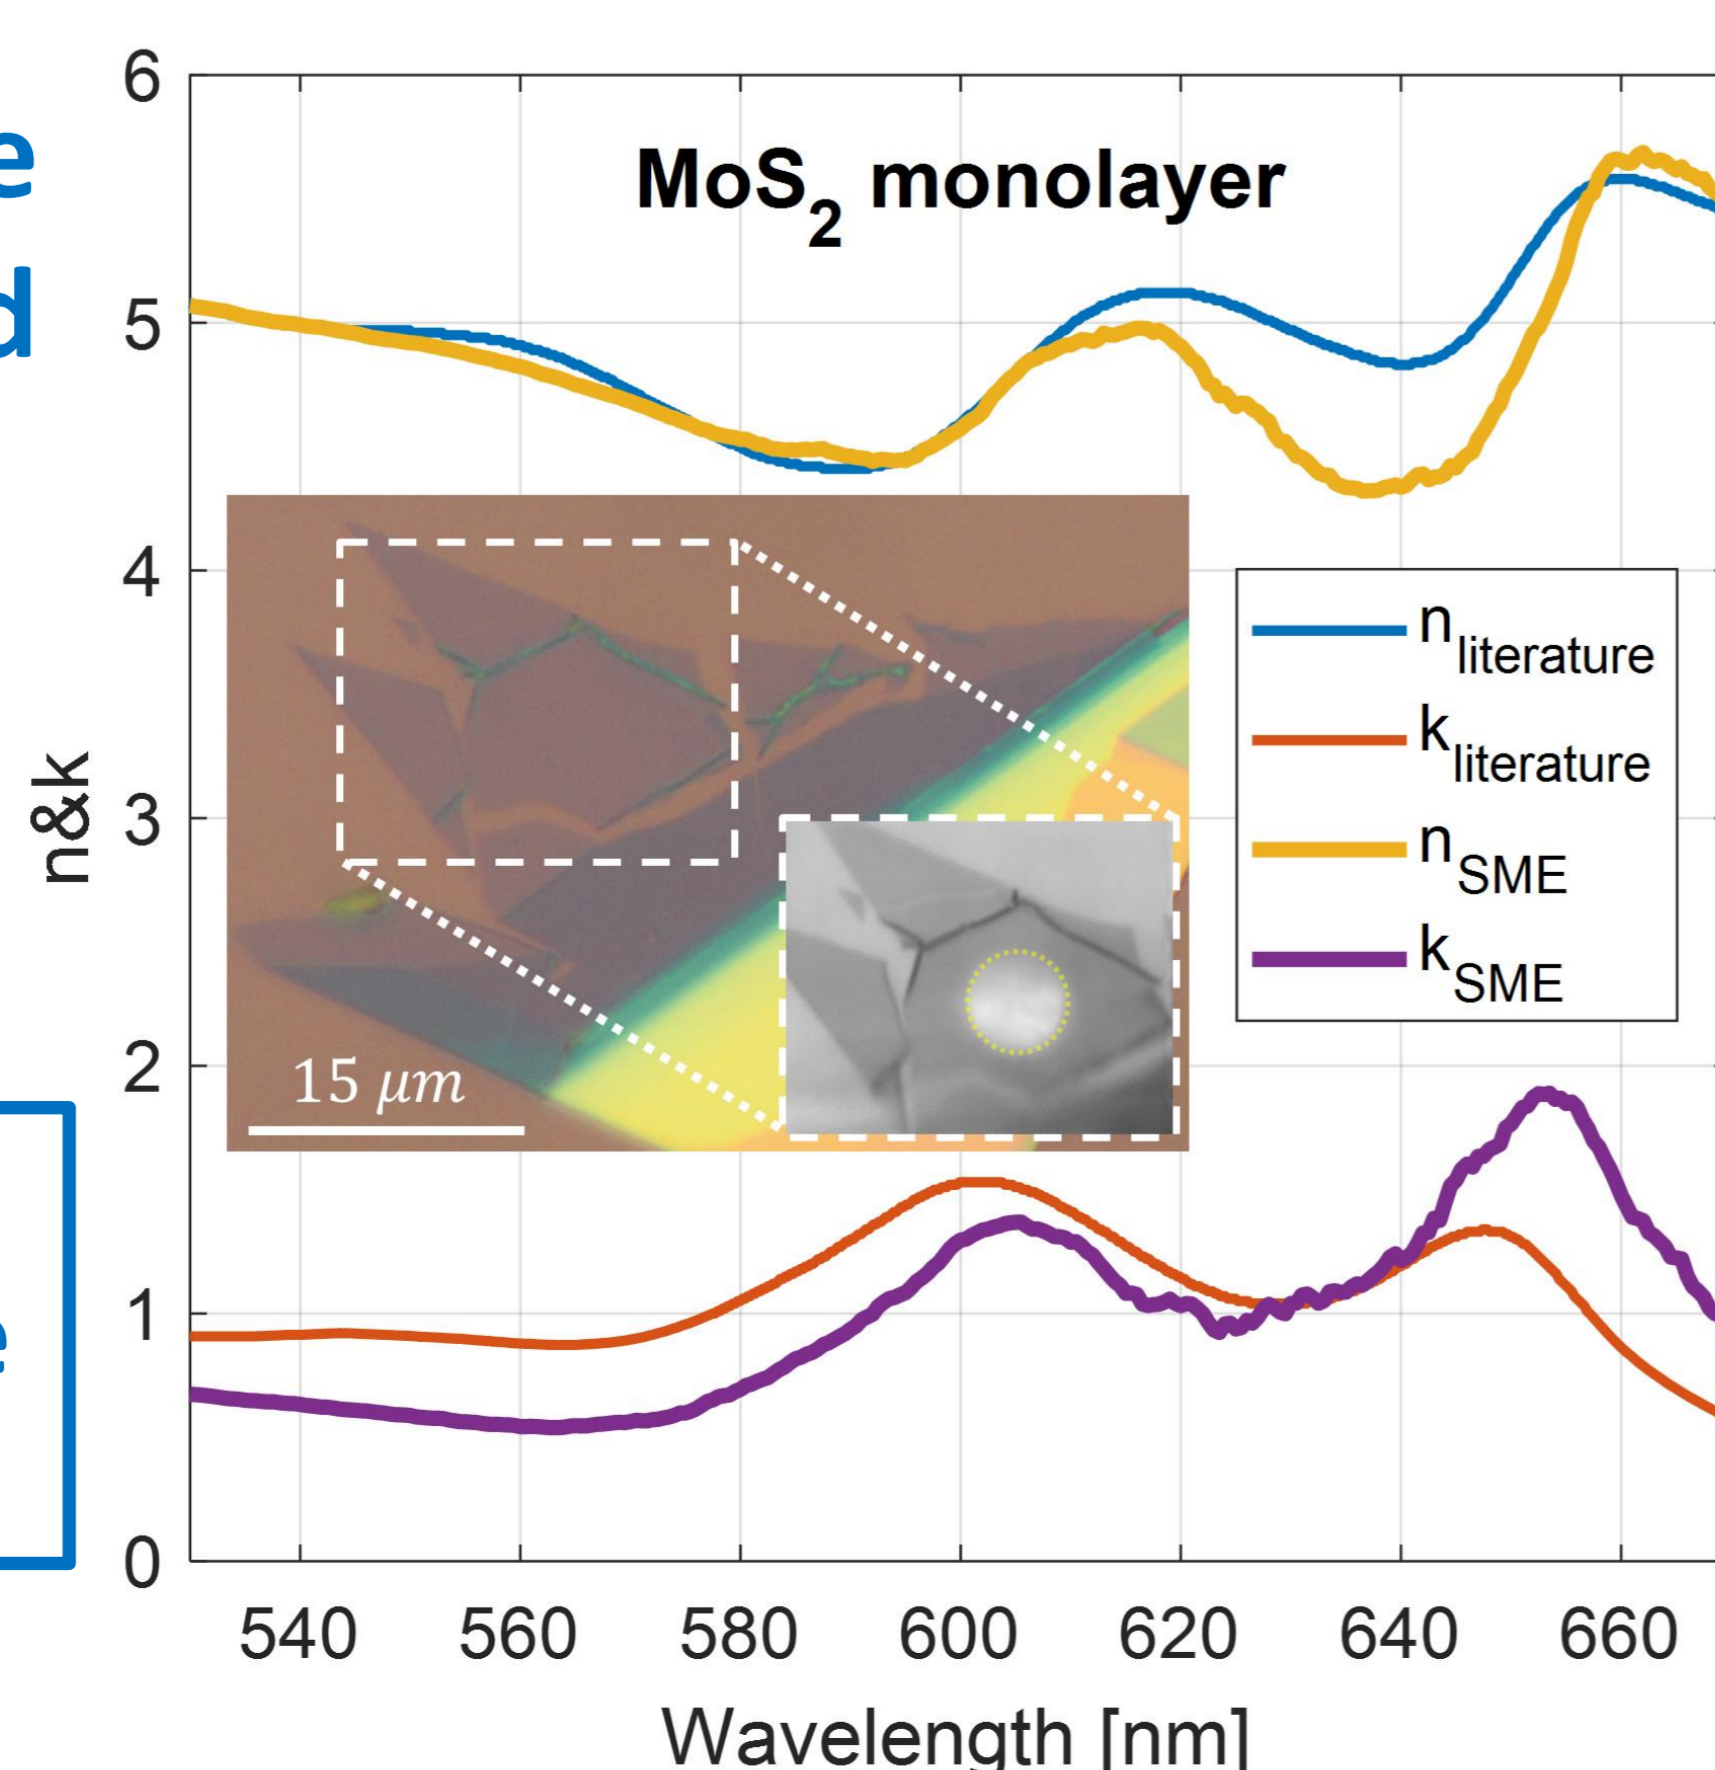 e
d
e
MoS2 monolayer
6
5
4
3
2
1
0
n&k
15 μm
nliterature
kliterature
nSME
kSME
540 560 580 600 620 640 660
Wavelength [nm]